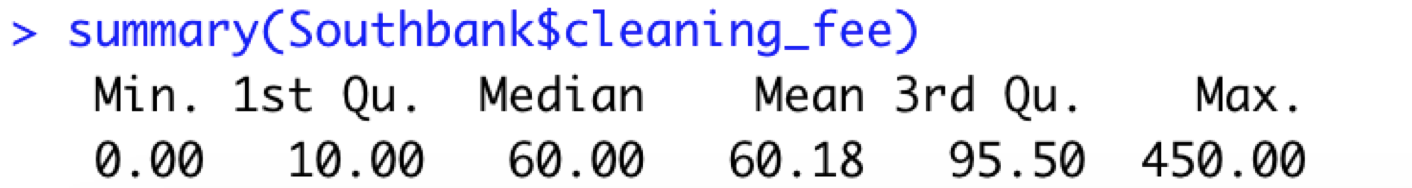 > summary(Southbank$cleaning_fee)
Min. 1st Qu. Median Mean 3rd Qu. Max.
0.00 10.00 60.00 60.18 95.50 450.00